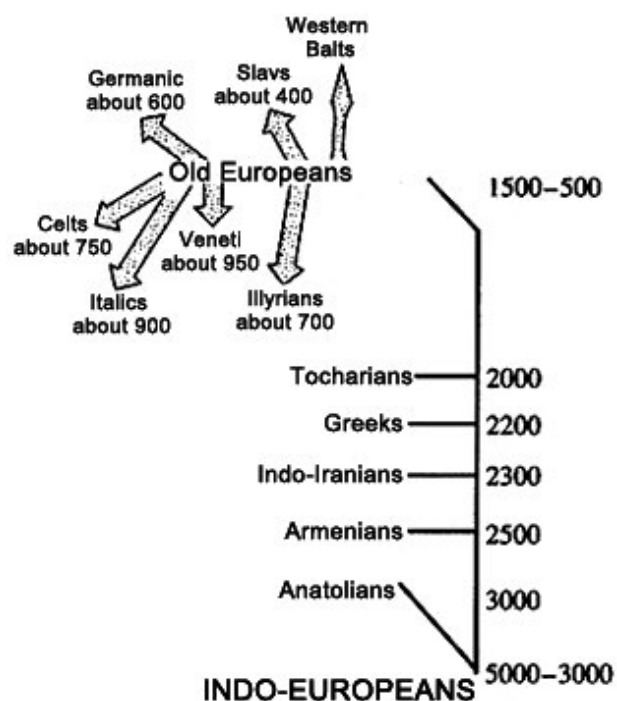 Western
Balts
Germanic
about 600
Slavs
about 400
Old Europeans
1500–500
Celts
about 750
Veneti
about 950
Italics
about 900
Illyrians
about 700
Tocharians
2000
Greeks
2200
Indo-Iranians
2300
Armenians
2500
Anatolians
3000
5000–3000
INDO-EUROPEANS